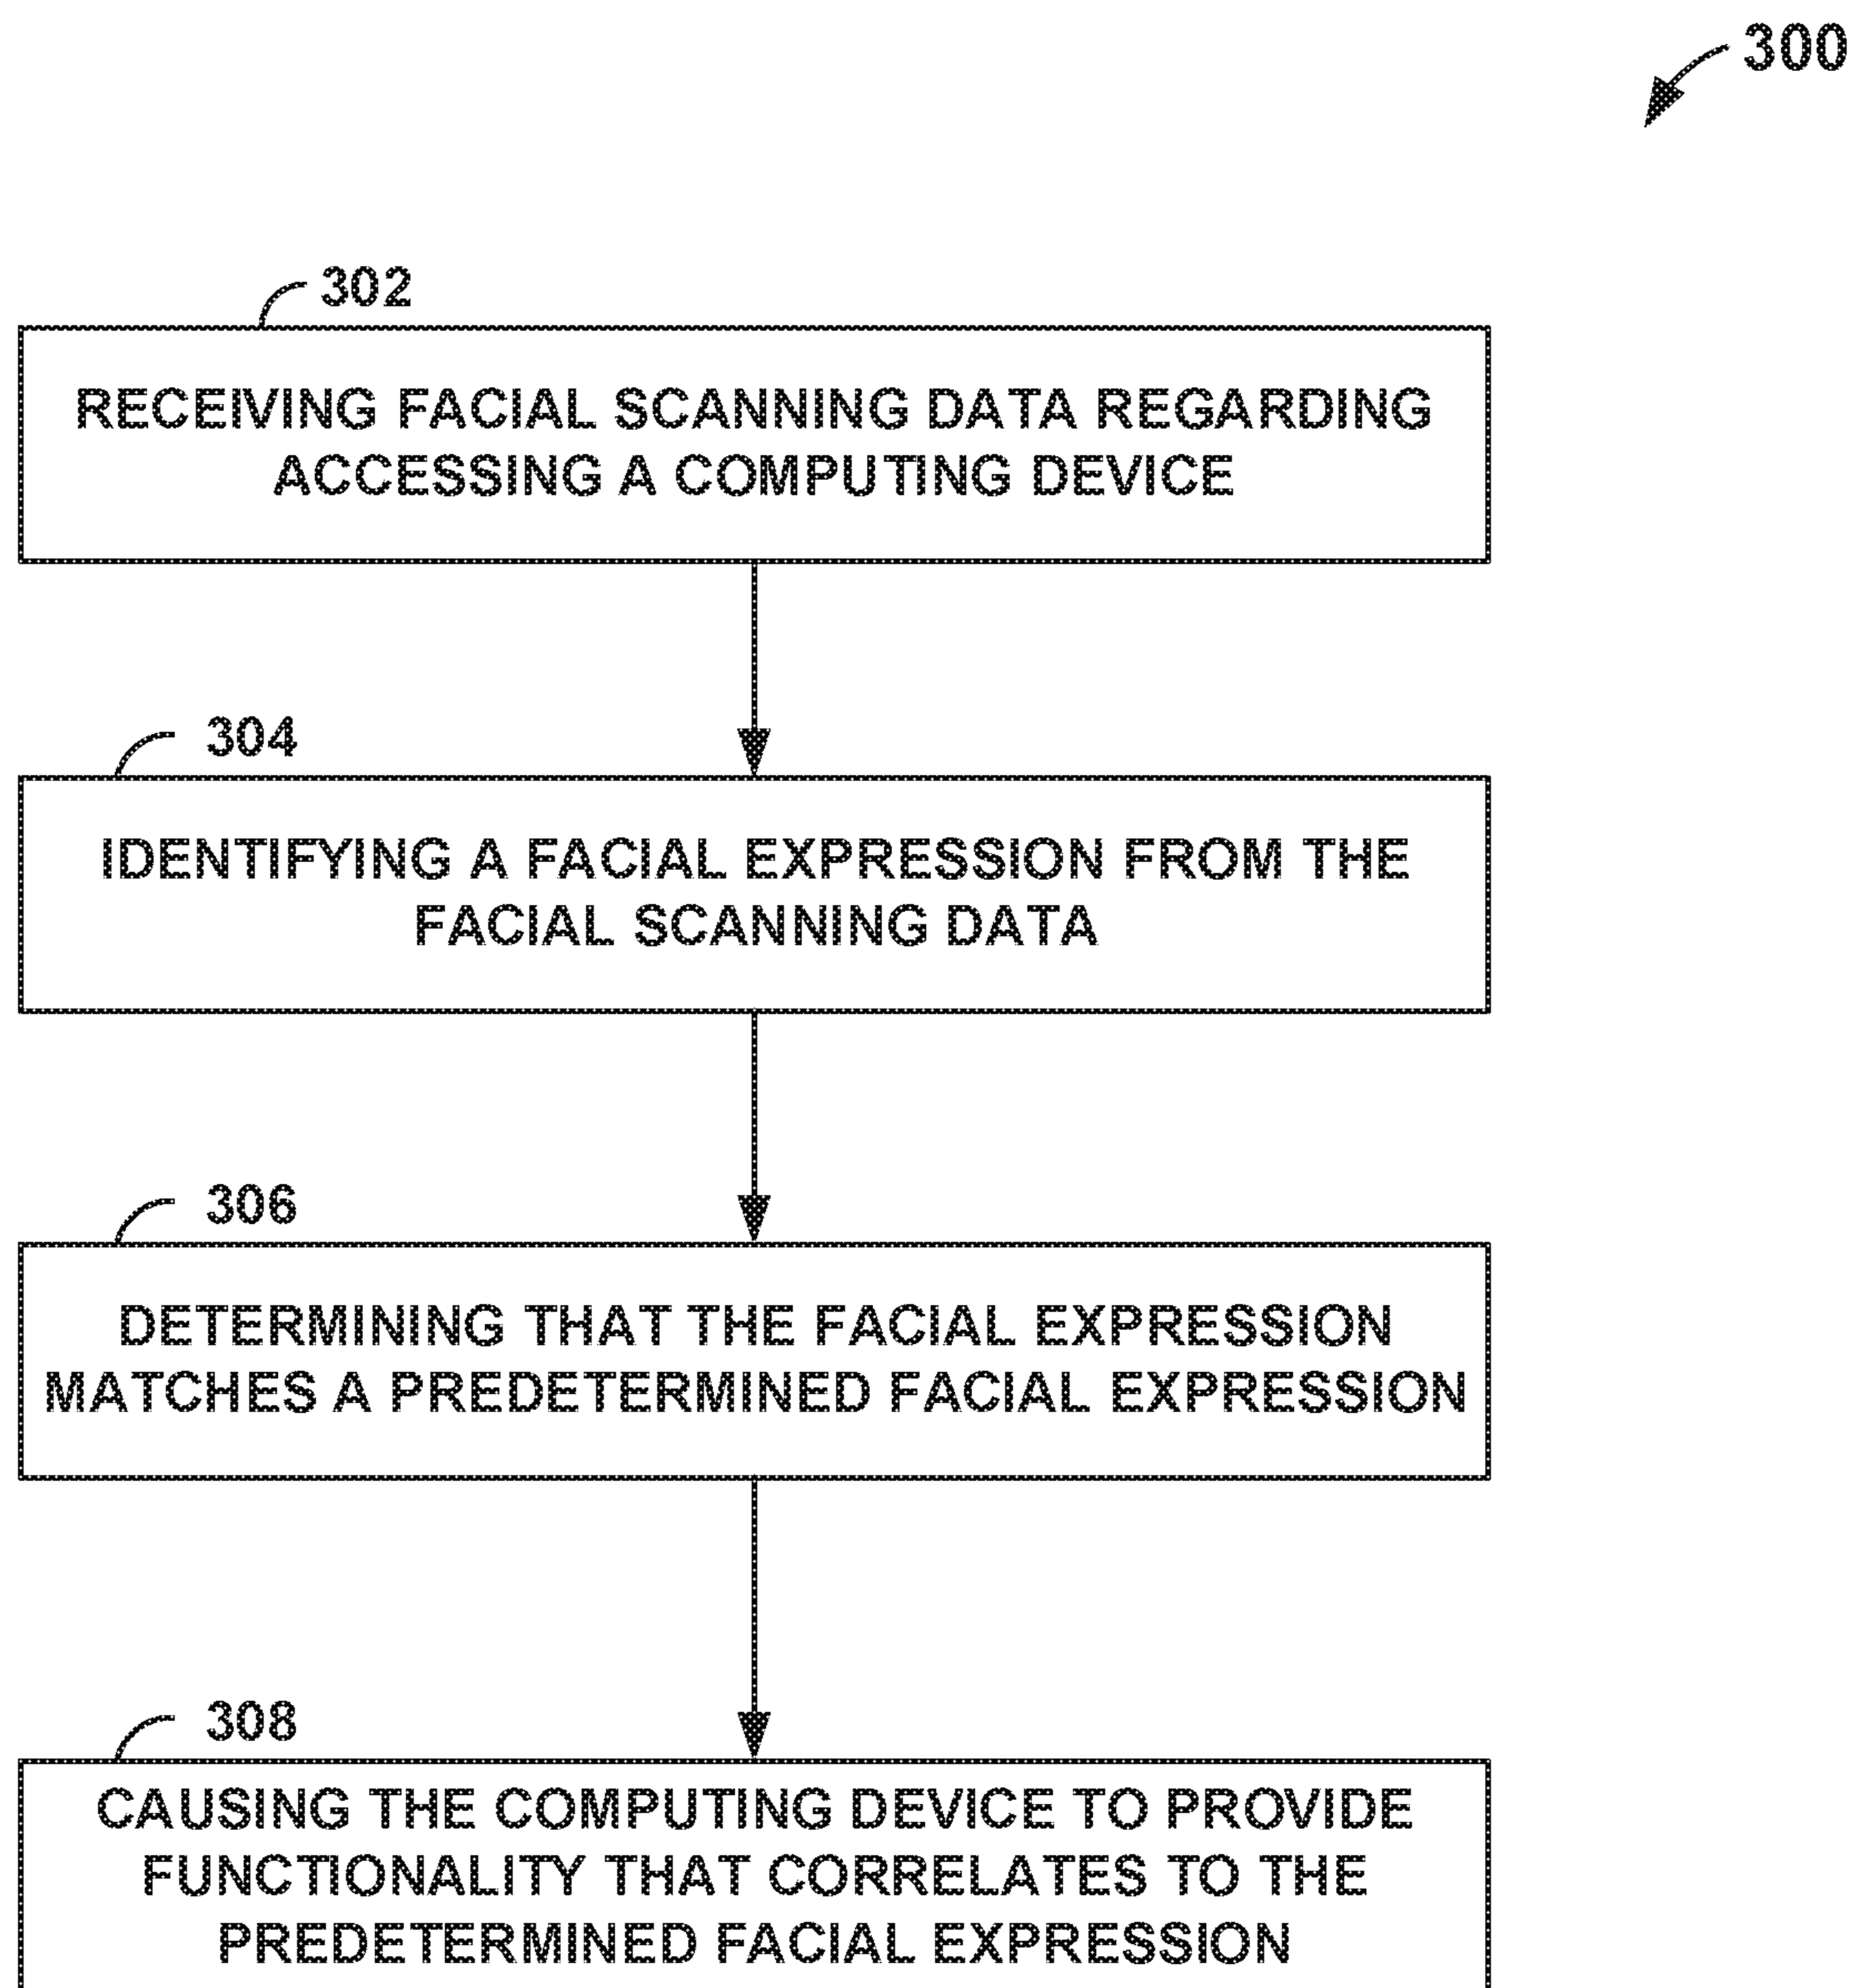 300
302
RECEIVING FACIAL SCANNING DATA REGARDING
ACCESSING A COMPUTING DEVICE
304
IDENTIFYING A FACIAL EXPRESSION FROM THE
FACIAL SCANNING DATA
306
DETERMINING THAT THE FACIAL EXPRESSION
MATCHES A PREDETERMINED FACIAL EXPRESSION
308
CAUSING THE COMPUTING DEVICE TO PROVIDE
FUNCTIONALITY THAT CORRELATES TO THE
PREDETERMINED FACIAL EXPRESSION